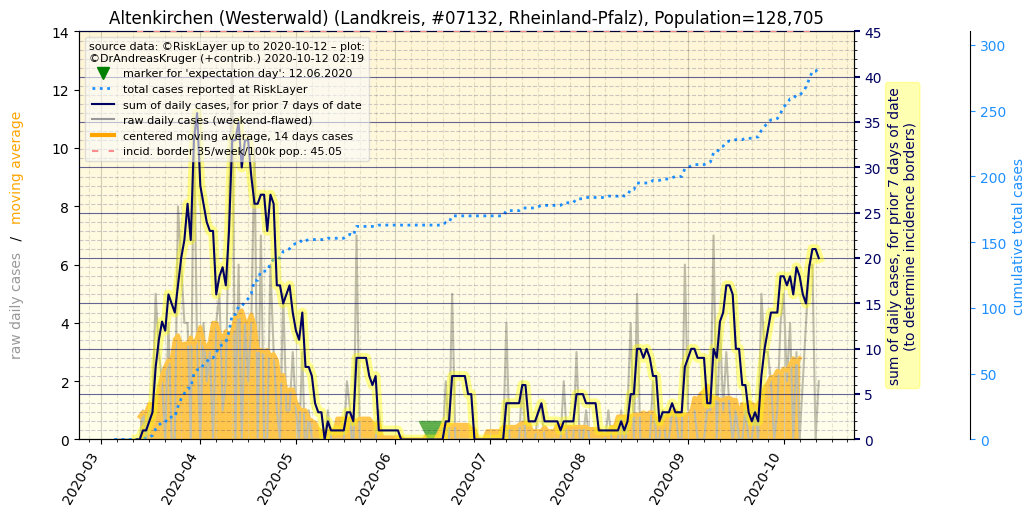 Altenkirchen (Westerwald) (Landkreis, #07132, Rheinland-Pfalz), Population=128,705
source data: ©RiskLayer up to 2020-10-12 – plot:
©DrAndreasKruger (+contrib.) 2020-10-12 02:19
marker for 'expectation day': 12.06.2020
total cases reported at RiskLayer
sum of daily cases, for prior 7 days of date
raw daily cases (weekend-flawed)
centered moving average, 14 days cases
incid. border 35/week/100k pop.: 45.05
raw daily cases / moving average
14
12
10
8
6
4
2
0
45
40
35
30
25
20
15
10
5
0
sum of daily cases, for prior 7 days of date
(to determine incidence borders)
300
250
200
150
100
50
0
cumulative total cases
2020-03
2020-04
2020-05
2020-06
2020-07
2020-08
2020-09
2020-10